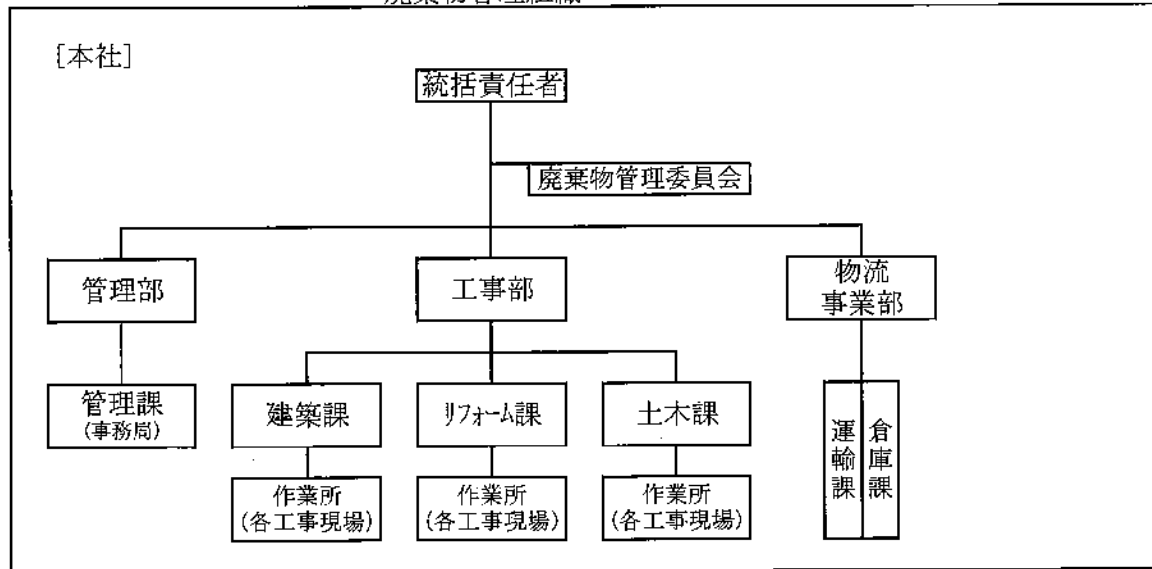 [本社]
統括責任者
廃棄物管理委員会
管理部
工事部
物流
事業部
管理課
(事務局)
建築課
リフォーム課
土木課
運輸課
倉庫課
作業所
(各工事現場)
作業所
(各工事現場)
作業所
(各工事現場)